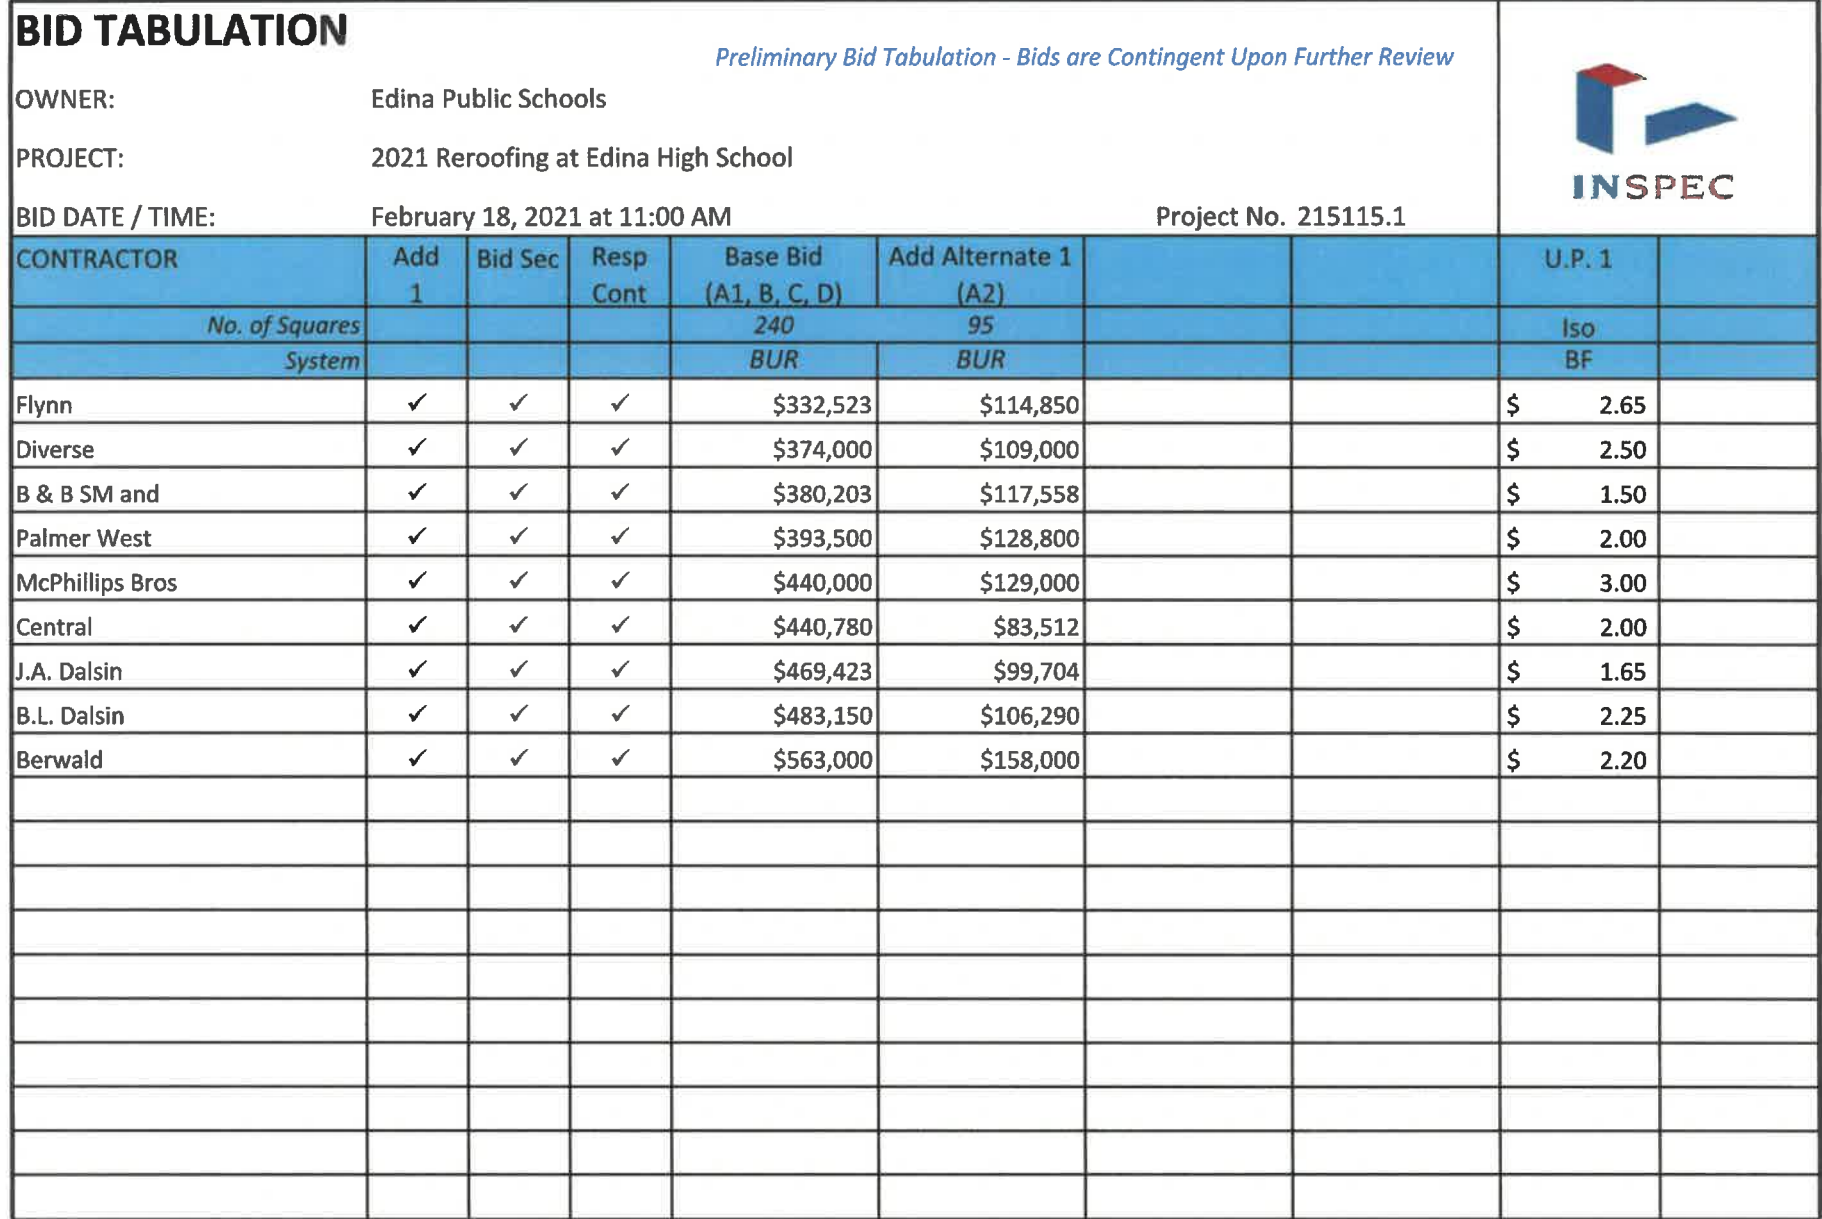 BID TABULATION
Preliminary Bid Tabulation - Bids are Contingent Upon Further Review
OWNER: Edina Public Schools
PROJECT: 2021 Reroofing at Edina High School
INSPEC
BID DATE / TIME: February 18, 2021 at 11:00 AM Project No. 215115.1
CONTRACTOR Add Bid Sec Resp Base Bid Add Alternate 1 U.P. 1
1 Cont (A1, B, C, D) (A2)
No. of Squares 240 95 Iso
System BUR BUR BF
Flynn ✓ ✓ ✓ $332,523 $114,850 $ 2.65
Diverse ✓ ✓ ✓ $374,000 $109,000 $ 2.50
B & B SM and ✓ ✓ ✓ $380,203 $117,558 $ 1.50
Palmer West ✓ ✓ ✓ $393,500 $128,800 $ 2.00
McPhillips Bros ✓ ✓ ✓ $440,000 $129,000 $ 3.00
Central ✓ ✓ ✓ $440,780 $83,512 $ 2.00
J.A. Dalsin ✓ ✓ ✓ $469,423 $99,704 $ 1.65
B.L. Dalsin ✓ ✓ ✓ $483,150 $106,290 $ 2.25
Berwald ✓ ✓ ✓ $563,000 $158,000 $ 2.20